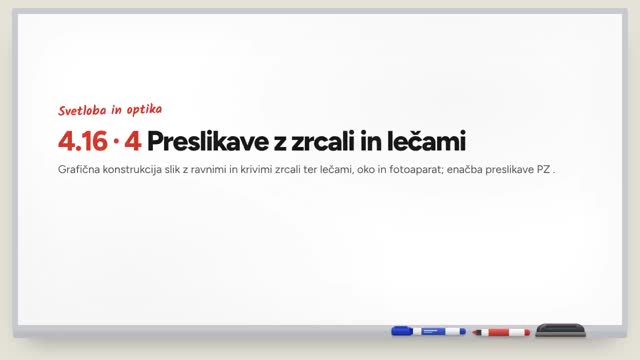 Svetloba in optika
4.16 · 4 Preslikave z zrcali in lečami
Grafična konstrukcija slik z ravnimi in krivimi zrcali ter lečami, oko in fotoaparat; enačba preslikave PZ .